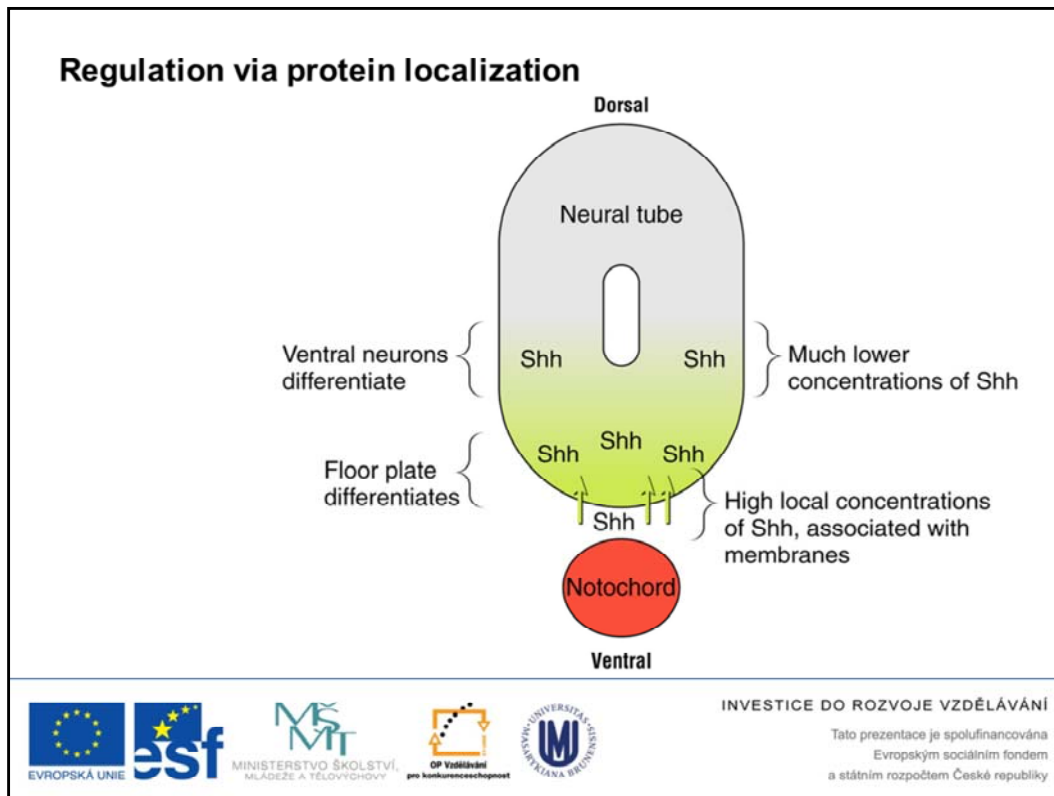 Regulation via protein localization
Dorsal
Neural tube
Ventral neurons
differentiate
Shh
Shh
Much lower
concentrations of Shh
Floor plate
differentiates
Shh
Shh
Shh
Shh
High local concentrations
of Shh, associated with
membranes
Notochord
Ventral
EVROPSKÁ UNIE
esf
MINISTERSTVO ŠKOLSTVÍ,
MLÁDEŽE A TĚLOVÝCHOVY
OP Vzdělávání
pro konkurenceschopnost
UNIVERSITAS
MASARYKIANA BRUNENSIS
INVESTICE DO ROZVOJE VZDĚLÁVÁNÍ
Tato prezentace je spolufinancována
Evropským sociálním fondem
a státním rozpočtem České republiky